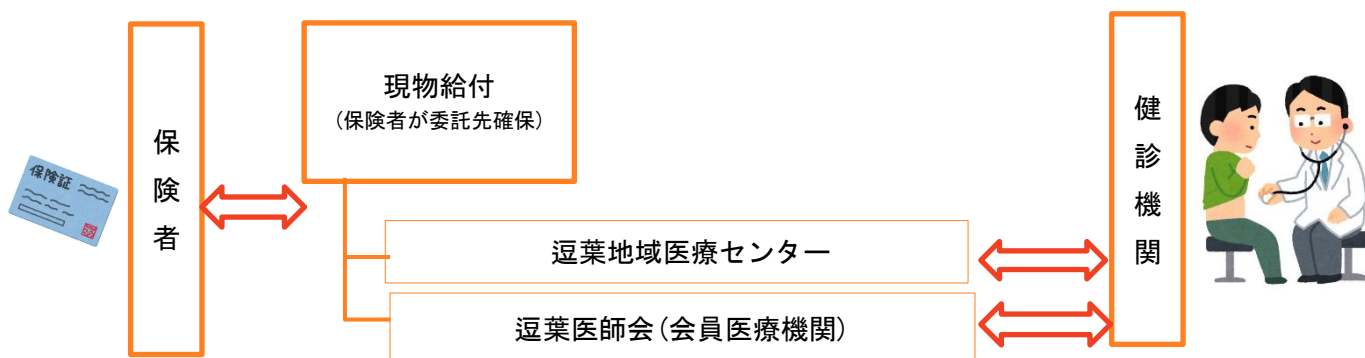 保険証
保険者
現物給付
(保険者が委託先確保)
逗葉地域医療センター
逗葉医師会(会員医療機関)
健診機関